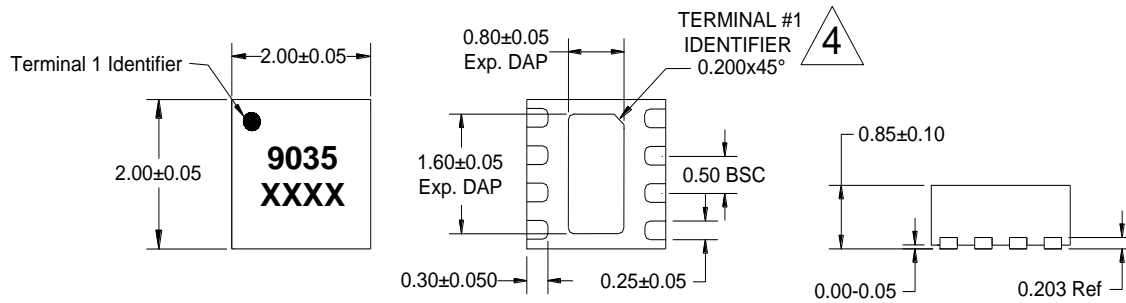 Terminal 1 Identifier
2.00±0.05
2.00±0.05
9035
XXXX
0.80±0.05
Exp. DAP
TERMINAL #1
IDENTIFIER
0.200x45°
4
1.60±0.05
Exp. DAP
0.50 BSC
0.30±0.050
0.25±0.05
0.85±0.10
0.00-0.05
0.203 Ref